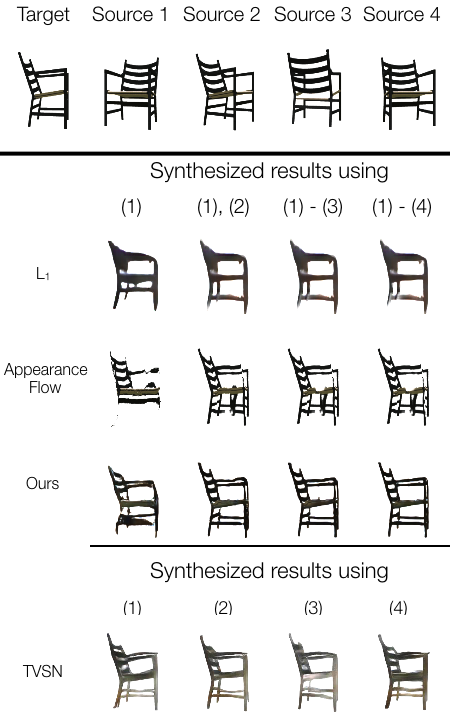 Target Source 1 Source 2 Source 3 Source 4
Synthesized results using
(1) (1), (2) (1) - (3) (1) - (4)
L₁
Appearance
Flow
Ours
Synthesized results using
(1) (2) (3) (4)
TVSN